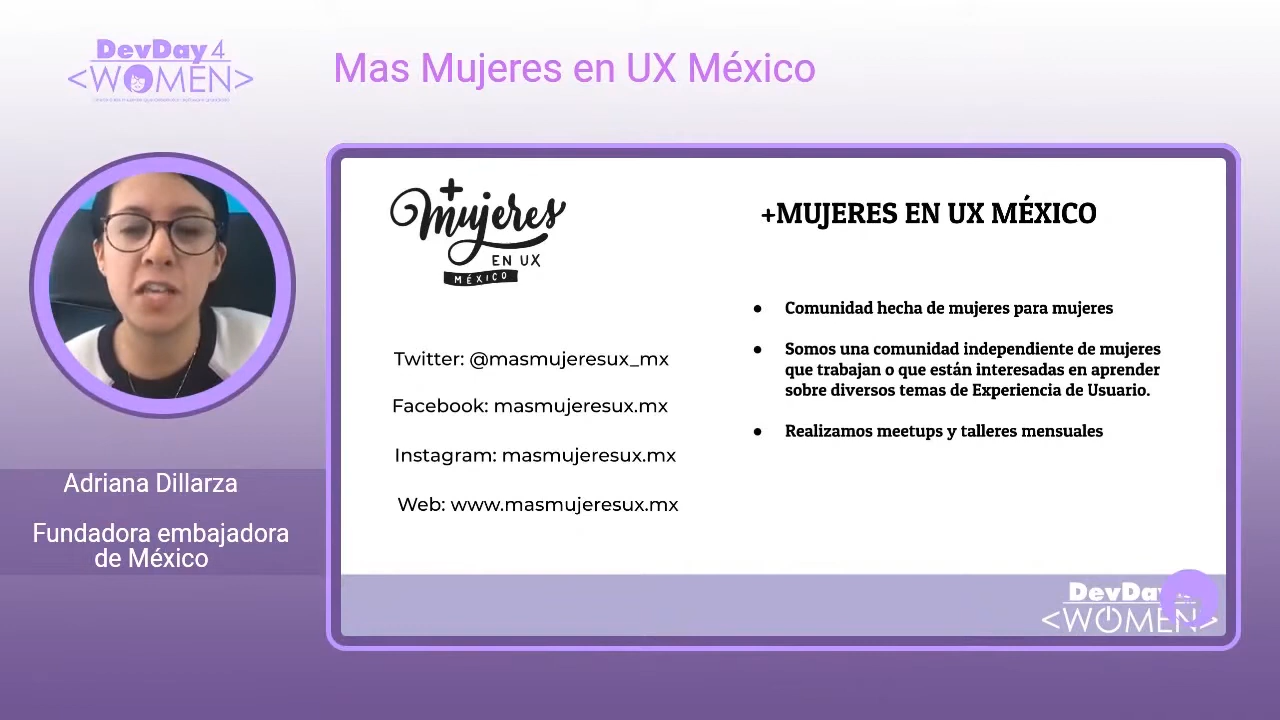 DevDay 4
<WOMEN>
Mas Mujeres en UX México
+
Mujeres
EN UX
MÉXICO
+MUJERES EN UX MÉXICO
Twitter: @masmujeresux_mx
Facebook: masmujeresux.mx
Instagram: masmujeresux.mx
Web: www.masmujeresux.mx
● Comunidad hecha de mujeres para mujeres
● Somos una comunidad independiente de mujeres
que trabajan o que están interesadas en aprender
sobre diversos temas de Experiencia de Usuario.
● Realizamos meetups y talleres mensuales
Adriana Dillarza
Fundadora embajadora
de México
<WOMEN>